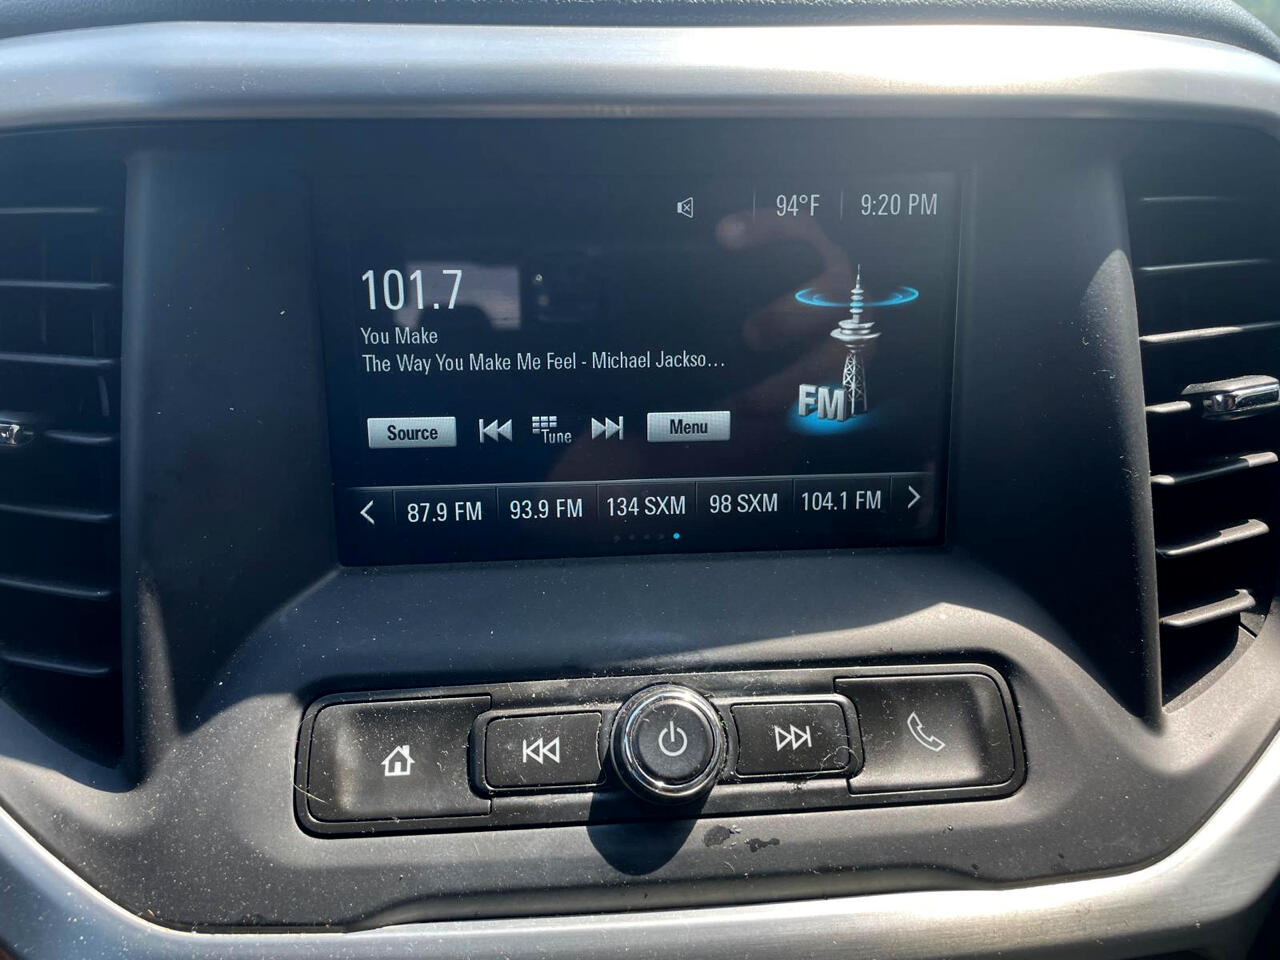 94°F 9:20 PM
101.7
You Make
The Way You Make Me Feel - Michael Jackso...
FM
Source Tune Menu
87.9 FM 93.9 FM 134 SXM 98 SXM 104.1 FM